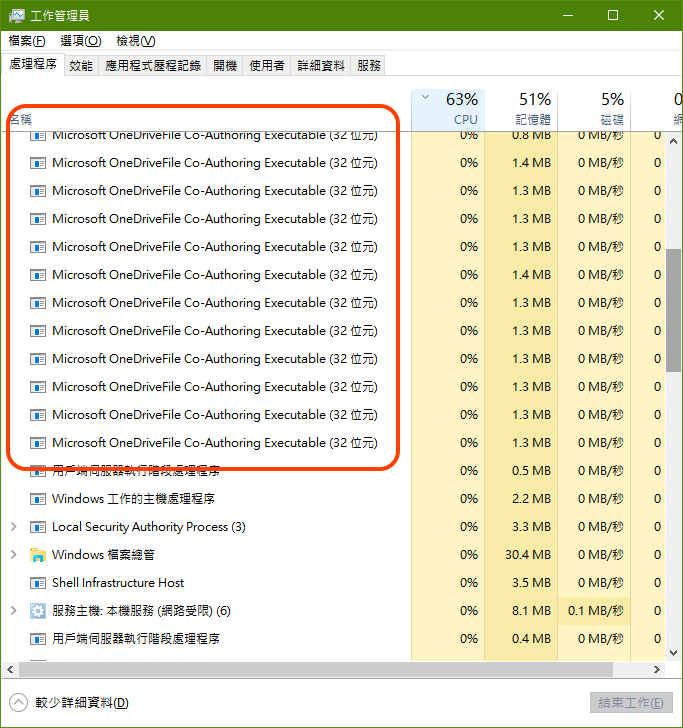 工作管理員
檔案(F) 選項(O) 檢視(V)
處理程序 效能 應用程式歷程記錄 開機 使用者 詳細資料 服務
63% 51% 5% 0
名稱 CPU 記憶體 磁碟 網
Microsoft OneDriveFile Co-Authoring Executable (32 位元) 0% 0.8 MB 0 MB/秒 0
Microsoft OneDriveFile Co-Authoring Executable (32 位元) 0% 1.4 MB 0 MB/秒 0
Microsoft OneDriveFile Co-Authoring Executable (32 位元) 0% 1.3 MB 0 MB/秒 0
Microsoft OneDriveFile Co-Authoring Executable (32 位元) 0% 1.3 MB 0 MB/秒 0
Microsoft OneDriveFile Co-Authoring Executable (32 位元) 0% 1.3 MB 0 MB/秒 0
Microsoft OneDriveFile Co-Authoring Executable (32 位元) 0% 1.4 MB 0 MB/秒 0
Microsoft OneDriveFile Co-Authoring Executable (32 位元) 0% 1.3 MB 0 MB/秒 0
Microsoft OneDriveFile Co-Authoring Executable (32 位元) 0% 1.3 MB 0 MB/秒 0
Microsoft OneDriveFile Co-Authoring Executable (32 位元) 0% 1.3 MB 0 MB/秒 0
Microsoft OneDriveFile Co-Authoring Executable (32 位元) 0% 1.3 MB 0 MB/秒 0
Microsoft OneDriveFile Co-Authoring Executable (32 位元) 0% 1.3 MB 0 MB/秒 0
Microsoft OneDriveFile Co-Authoring Executable (32 位元) 0% 1.3 MB 0 MB/秒 0
用戶端伺服器執行階段處理程序 0% 0.5 MB 0 MB/秒 0
Windows 工作的主機處理程序 0% 2.2 MB 0 MB/秒 0
Local Security Authority Process (3) 0% 3.3 MB 0 MB/秒 0
Windows 檔案總管 0% 30.4 MB 0 MB/秒 0
Shell Infrastructure Host 0% 3.5 MB 0 MB/秒 0
服務主機: 本機服務 (網路受限) (6) 0% 8.1 MB 0.1 MB/秒 0
用戶端伺服器執行階段處理程序 0% 0.4 MB 0 MB/秒 0
較少詳細資料(D) 結束工作(E)